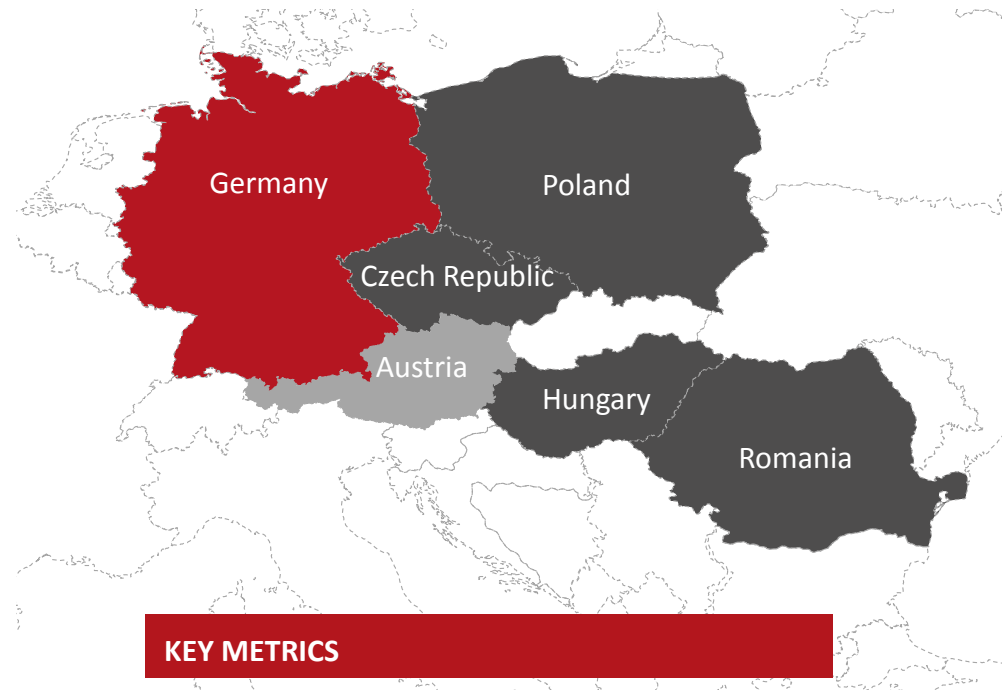 Germany
Poland
Czech Republic
Austria
Hungary
Romania
KEY METRICS